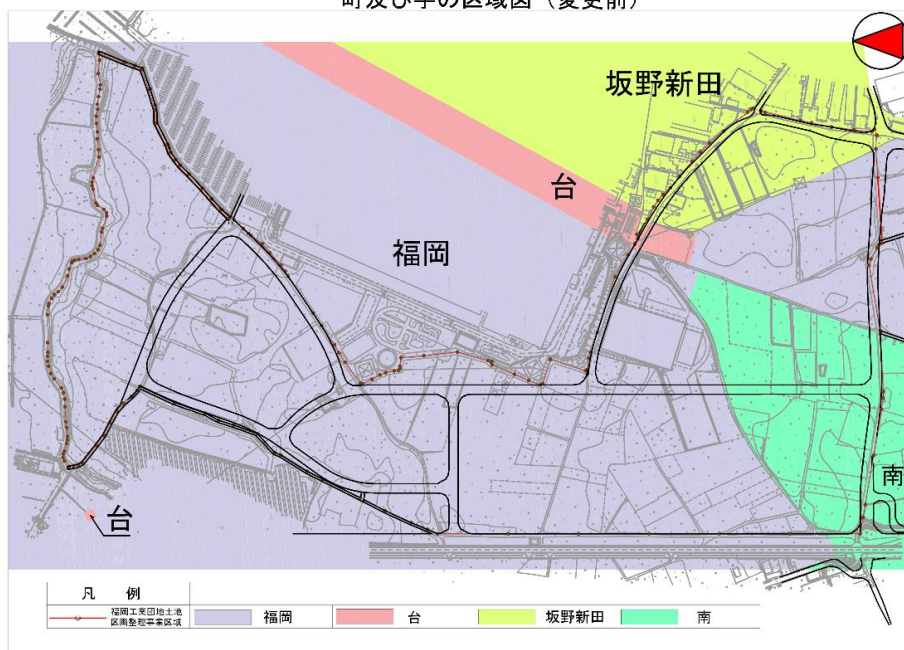 町及び字の区域図（変更前）
坂野新田
台
福岡
南
台
凡　例
福岡工業団地土地
区画整理事業区域
福岡
台
坂野新田
南